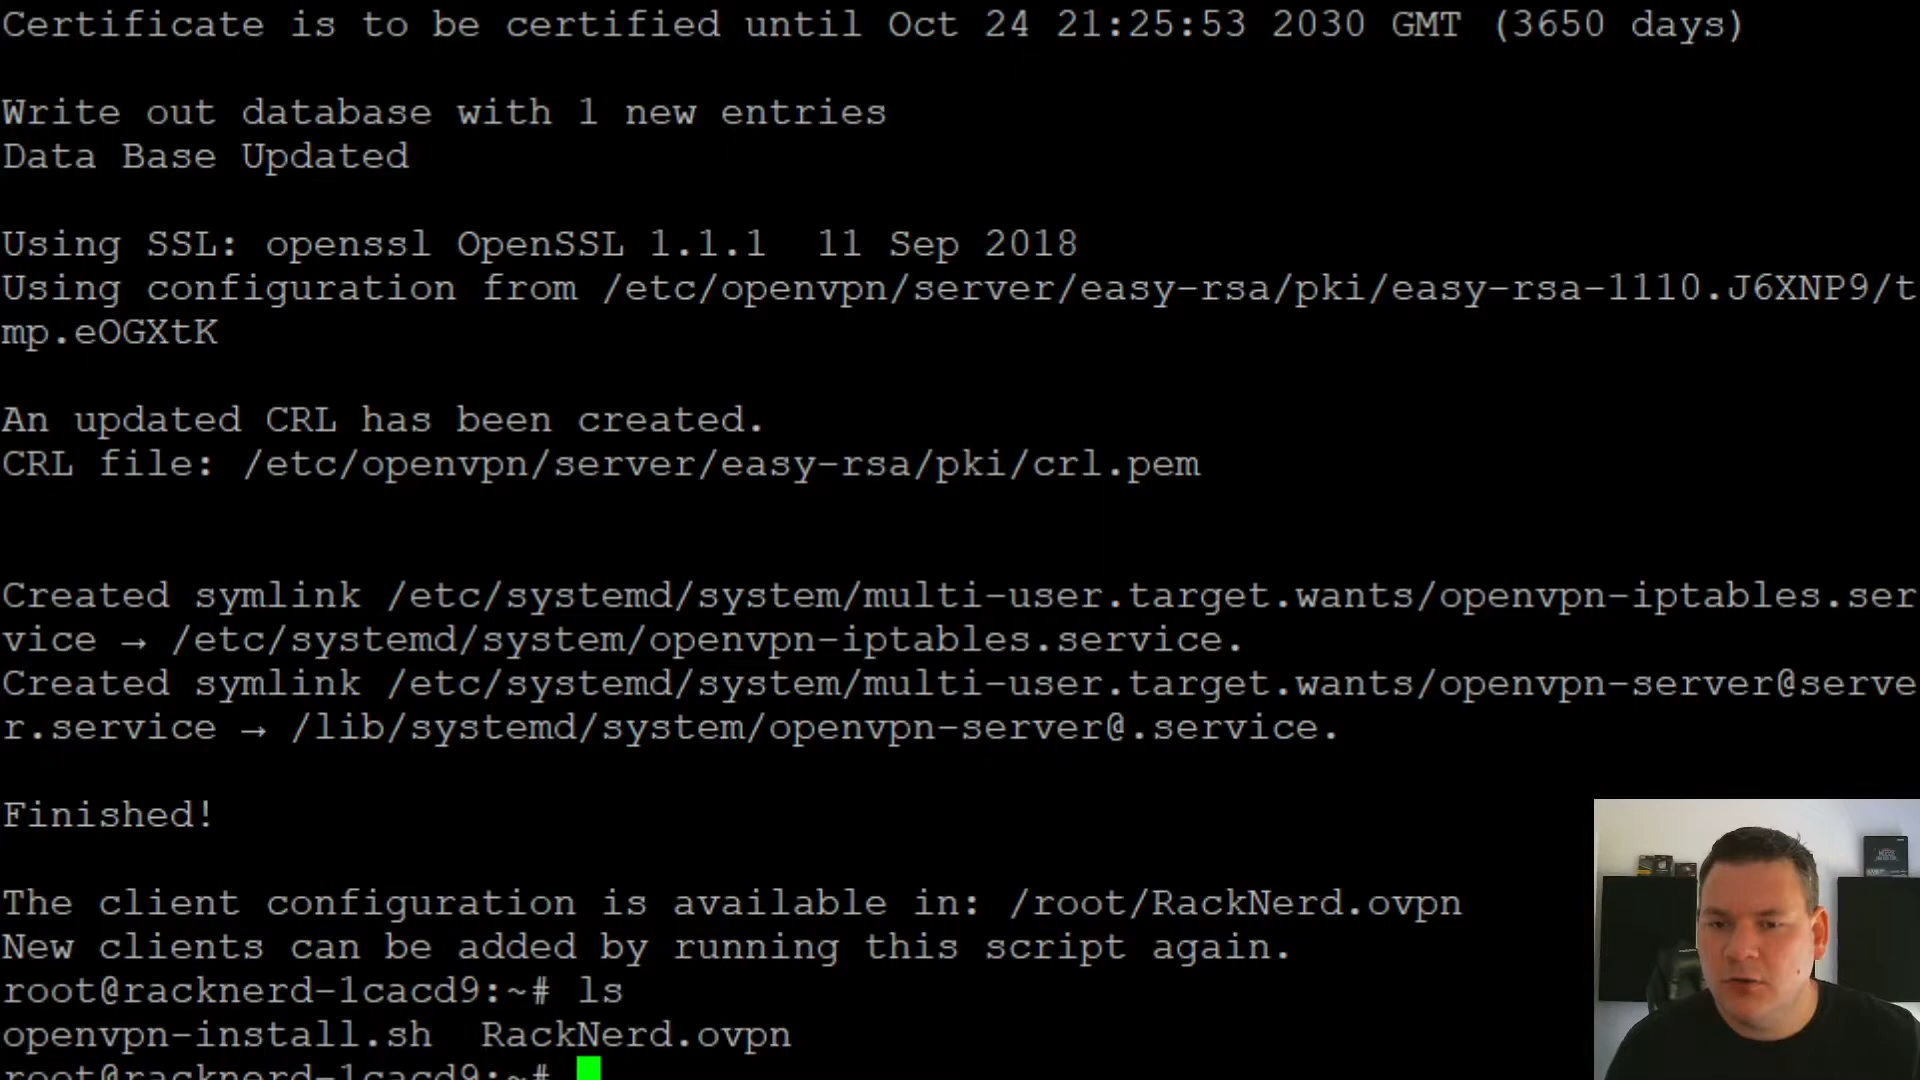 Certificate is to be certified until Oct 24 21:25:53 2030 GMT (3650 days)
Write out database with 1 new entries
Data Base Updated
Using SSL: openssl OpenSSL 1.1.1  11 Sep 2018
Using configuration from /etc/openvpn/server/easy-rsa/pki/easy-rsa-1110.J6XNP9/t
mp.eOGXtK
An updated CRL has been created.
CRL file: /etc/openvpn/server/easy-rsa/pki/crl.pem
Created symlink /etc/systemd/system/multi-user.target.wants/openvpn-iptables.ser
vice → /etc/systemd/system/openvpn-iptables.service.
Created symlink /etc/systemd/system/multi-user.target.wants/openvpn-server@serve
r.service → /lib/systemd/system/openvpn-server@.service.
Finished!
The client configuration is available in: /root/RackNerd.ovpn
New clients can be added by running this script again.
root@racknerd-1cacd9:~# ls
openvpn-install.sh  RackNerd.ovpn
root@racknerd-1cacd9:~#